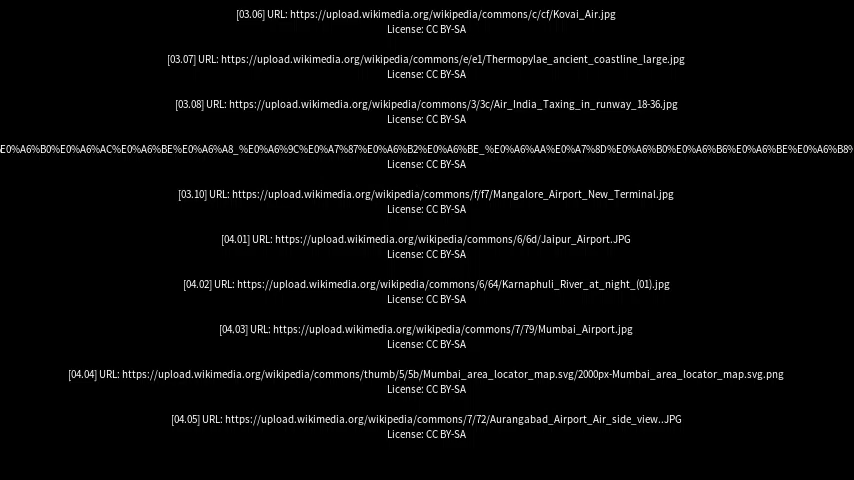 [03.06] URL: https://upload.wikimedia.org/wikipedia/commons/c/cf/Kovai_Air.jpg
License: CC BY-SA
[03.07] URL: https://upload.wikimedia.org/wikipedia/commons/e/e1/Thermopylae_ancient_coastline_large.jpg
License: CC BY-SA
[03.08] URL: https://upload.wikimedia.org/wikipedia/commons/3/3c/Air_India_Taxing_in_runway_18-36.jpg
License: CC BY-SA
E0%A6%B0%E0%A6%AC%E0%A6%BE%E0%A6%A8_%E0%A6%9C%E0%A7%87%E0%A6%B2%E0%A6%BE_%E0%A6%AA%E0%A7%8D%E0%A6%B0%E0%A6%B6%E0%A6%BE%E0%A6%B8%
License: CC BY-SA
[03.10] URL: https://upload.wikimedia.org/wikipedia/commons/f/f7/Mangalore_Airport_New_Terminal.jpg
License: CC BY-SA
[04.01] URL: https://upload.wikimedia.org/wikipedia/commons/6/6d/Jaipur_Airport.JPG
License: CC BY-SA
[04.02] URL: https://upload.wikimedia.org/wikipedia/commons/6/64/Karnaphuli_River_at_night_(01).jpg
License: CC BY-SA
[04.03] URL: https://upload.wikimedia.org/wikipedia/commons/7/79/Mumbai_Airport.jpg
License: CC BY-SA
[04.04] URL: https://upload.wikimedia.org/wikipedia/commons/thumb/5/5b/Mumbai_area_locator_map.svg/2000px-Mumbai_area_locator_map.svg.png
License: CC BY-SA
[04.05] URL: https://upload.wikimedia.org/wikipedia/commons/7/72/Aurangabad_Airport_Air_side_view..JPG
License: CC BY-SA